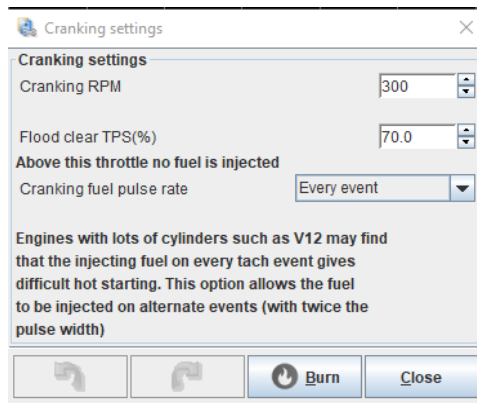 Cranking settings
Cranking settings
Cranking RPM 300
Flood clear TPS(%) 70.0
Above this throttle no fuel is injected
Cranking fuel pulse rate Every event
Engines with lots of cylinders such as V12 may find
that the injecting fuel on every tach event gives
difficult hot starting. This option allows the fuel
to be injected on alternate events (with twice the
pulse width)
Burn Close